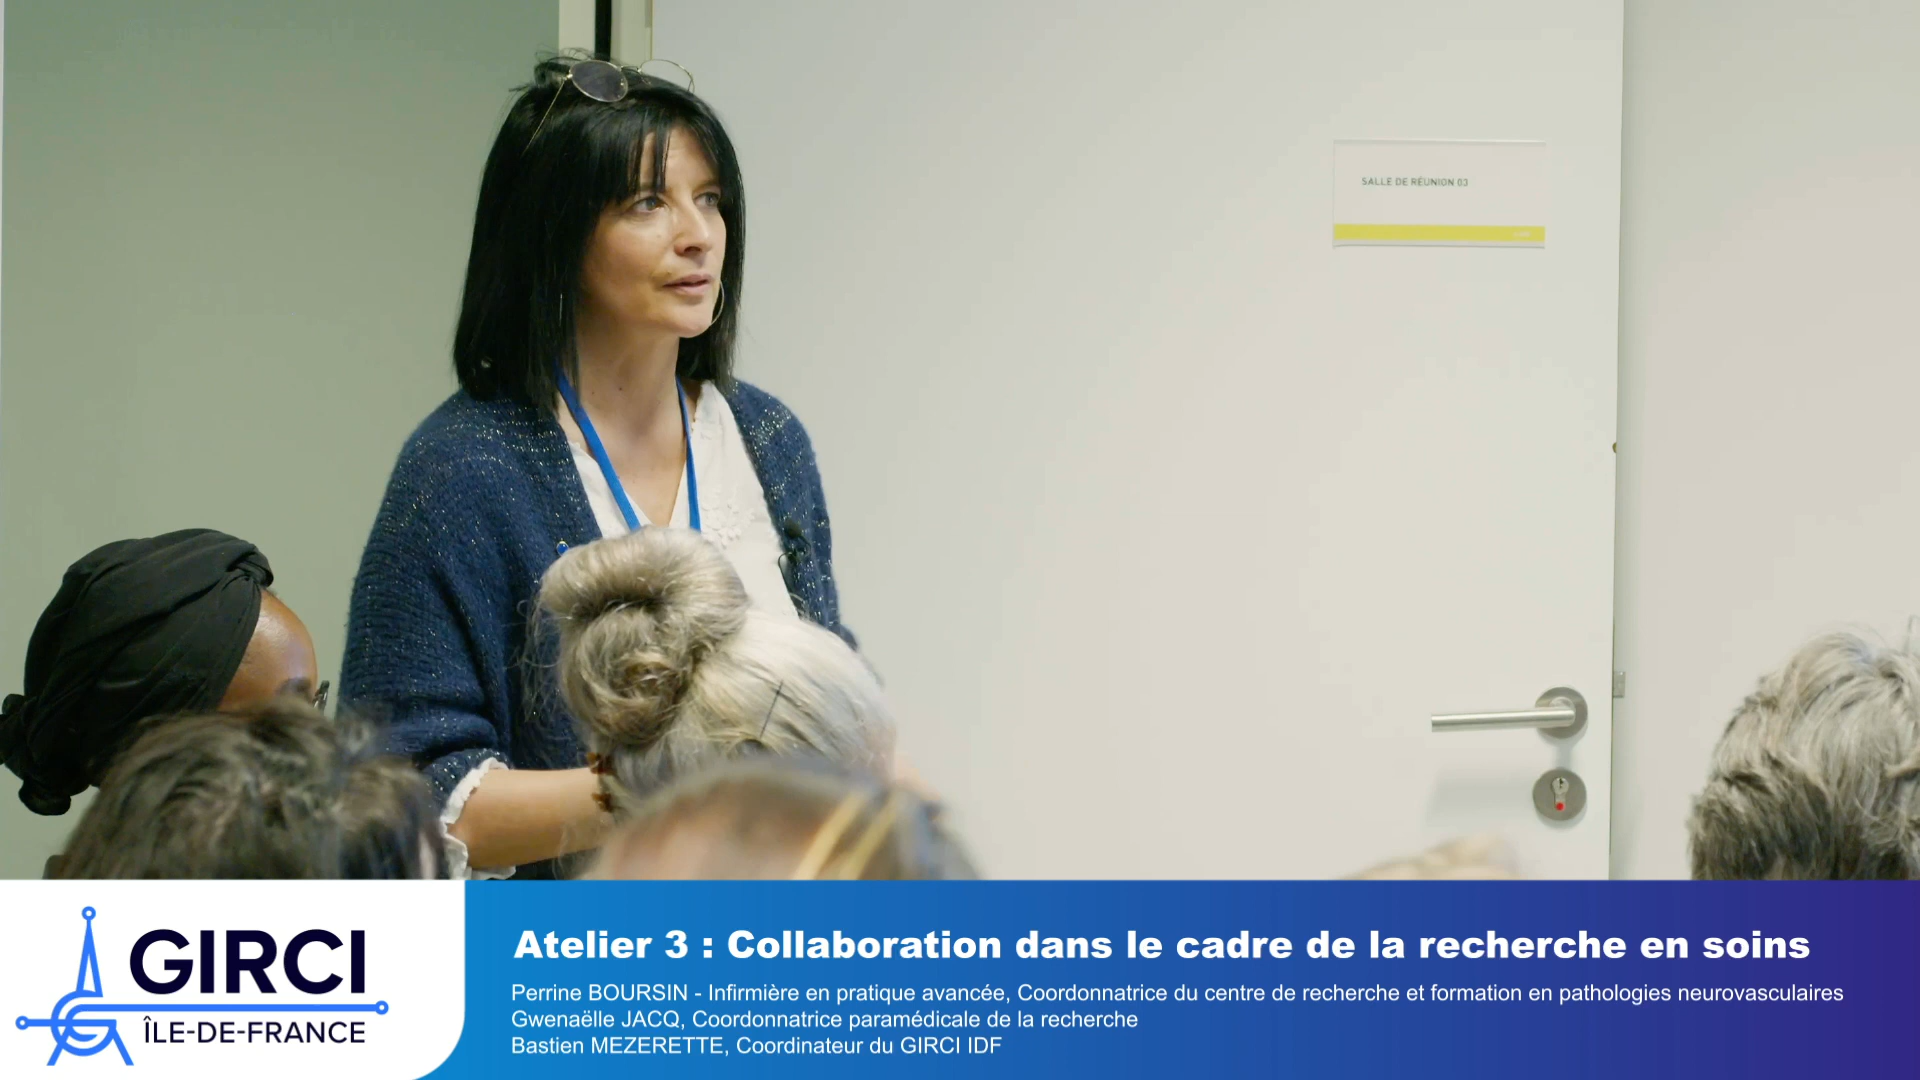 SALLE DE RÉUNION 03
GIRCI
ÎLE-DE-FRANCE
Atelier 3 : Collaboration dans le cadre de la recherche en soins
Perrine BOURSIN - Infirmière en pratique avancée, Coordonnatrice du centre de recherche et formation en pathologies neurovasculaires
Gwenaëlle JACQ, Coordonnatrice paramédicale de la recherche
Bastien MEZERETTE, Coordinateur du GIRCI IDF